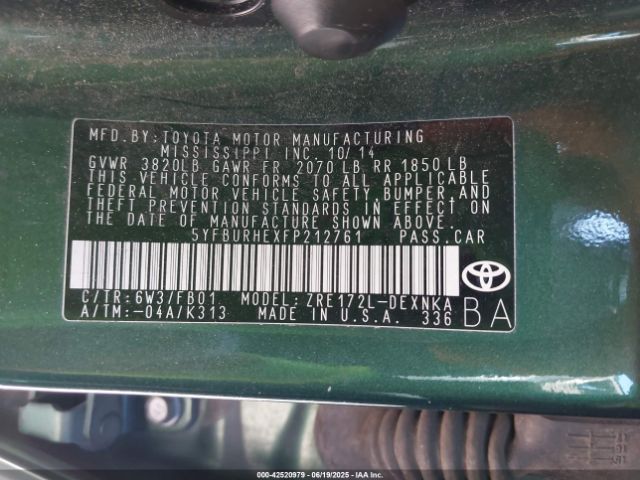 MFD.BY:TOYOTA MOTOR MANUFACTURING
MISSISSIPPI INC. 10/14
GVWR 3820LB GAWR FR 2070 LB RR 1850 LB
THIS VEHICLE CONFORMS TO ALL APPLICABLE
FEDERAL MOTOR VEHICLE SAFETY, BUMPER, AND
THEFT PREVENTION STANDARDS IN EFFECT ON
THE DATE OF MANUFACTURE SHOWN ABOVE.
5YFBURHEXFP212761 PASS.CAR
C/TR:6W3/FB01 MODEL: ZRE172L-DEXNKA
A/TM:-04A/K313 MADE IN U.S.A. 336 BA
000-42520979 - 06/19/2025 - IAA, Inc.